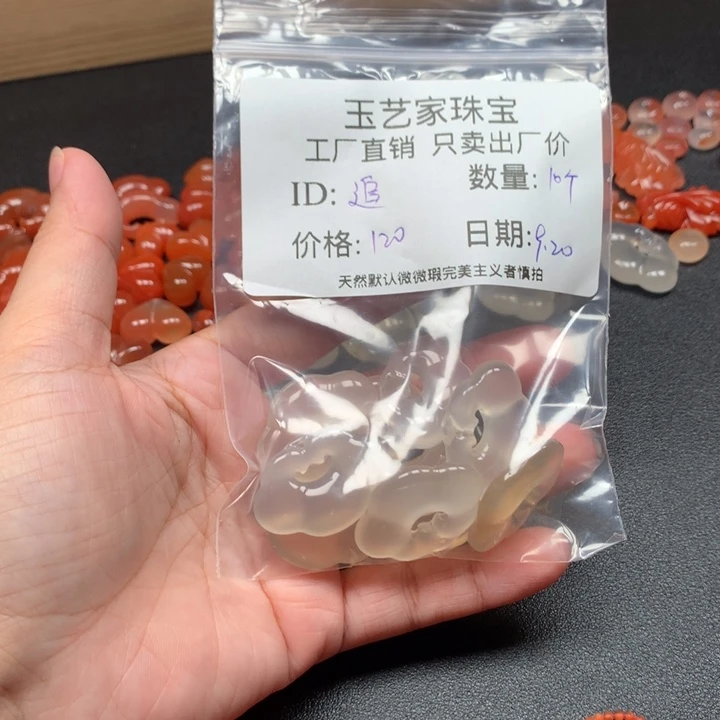 玉艺家珠宝
工厂直销 只卖出厂价
ID: 追 数量: 10个
价格: 120 日期: 9.20
天然默认微微瑕完美主义者慎拍